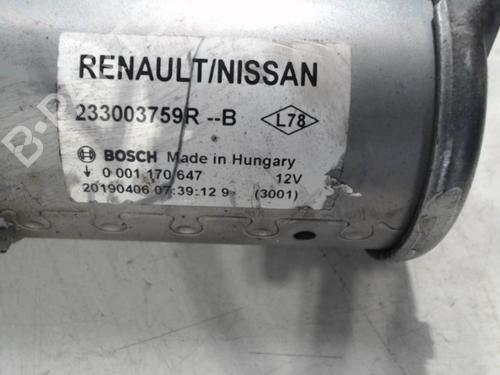 RENAULT/NISSAN
233003759R --B L78
BOSCH Made in Hungary
0 001 170 647 12V
20190406 07:39:12 9 (3001)